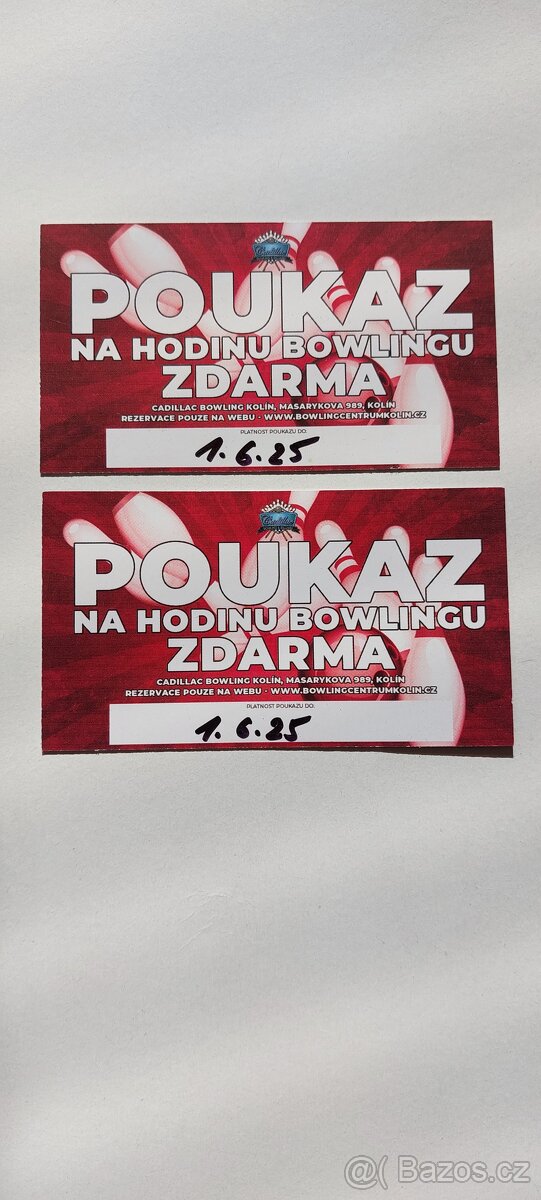 Cadillac
POUKAZ
NA HODINU BOWLINGU
ZDARMA
CADILLAC BOWLING KOLÍN, MASARYKOVA 989, KOLÍN
REZERVACE POUZE NA WEBU - WWW.BOWLINGCENTRUMKOLIN.CZ
PLATNOST POUKAZU DO:
1.6.25
Cadillac
POUKAZ
NA HODINU BOWLINGU
ZDARMA
CADILLAC BOWLING KOLÍN, MASARYKOVA 989, KOLÍN
REZERVACE POUZE NA WEBU - WWW.BOWLINGCENTRUMKOLIN.CZ
PLATNOST POUKAZU DO:
1.6.25
@( Bazos.cz